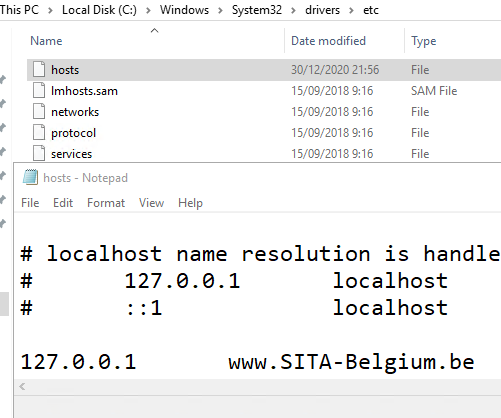 This PC > Local Disk (C:) > Windows > System32 > drivers > etc
Name Date modified Type
hosts 30/12/2020 21:56 File
lmhosts.sam 15/09/2018 9:16 SAM File
networks 15/09/2018 9:16 File
protocol 15/09/2018 9:16 File
services 15/09/2018 9:16 File
hosts - Notepad
File Edit Format View Help
# localhost name resolution is handle
# 127.0.0.1 localhost
# ::1 localhost
127.0.0.1 www.SITA-Belgium.be